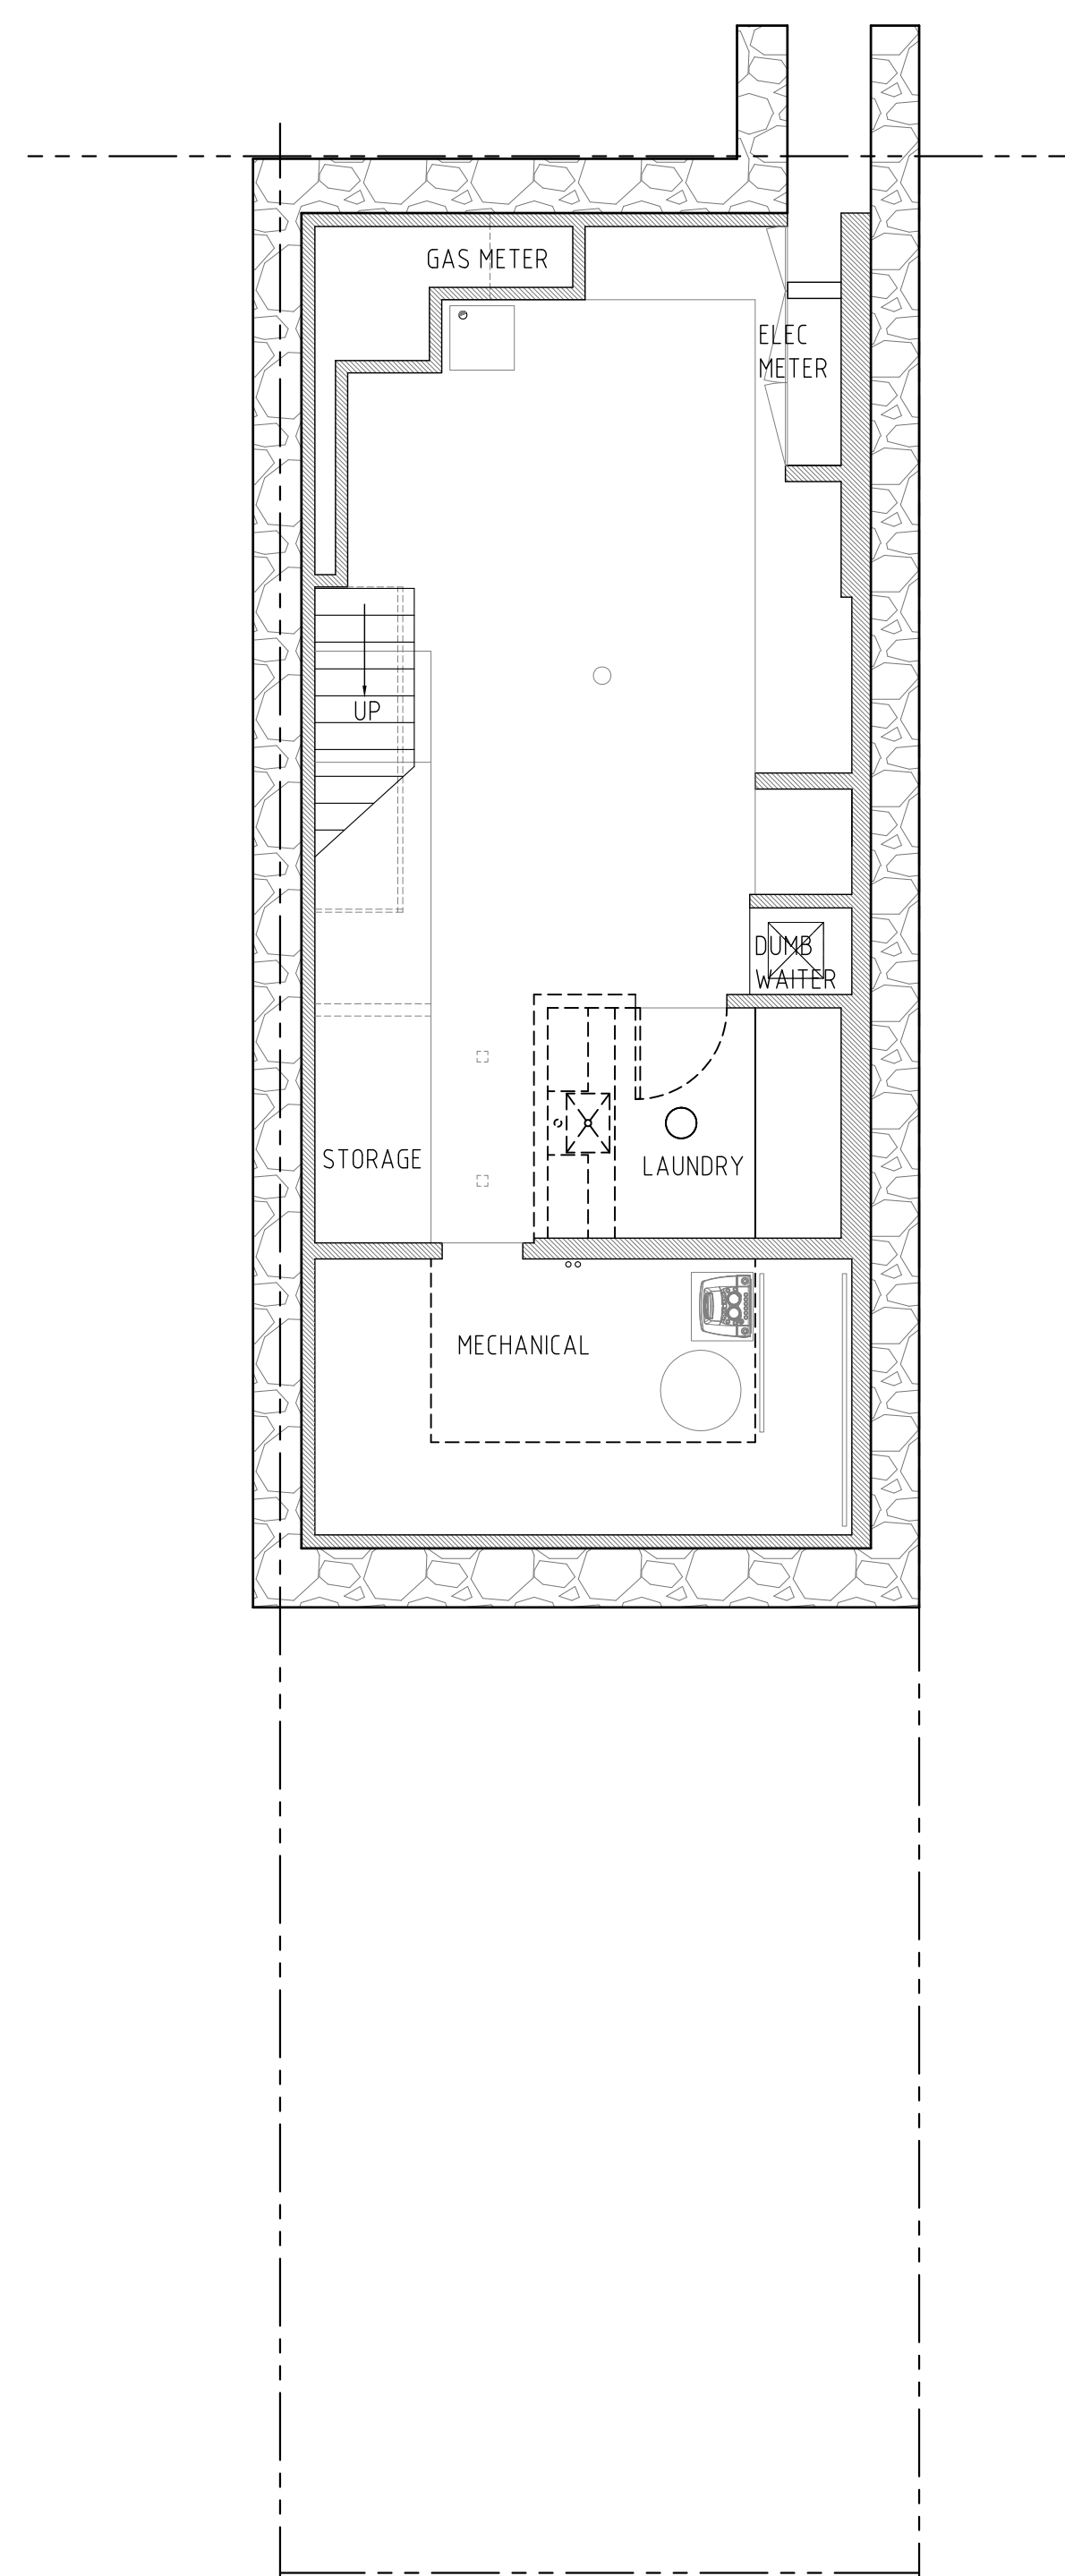 GAS METER
ELEC
METER
UP
DUMB
WAITER
STORAGE
LAUNDRY
MECHANICAL